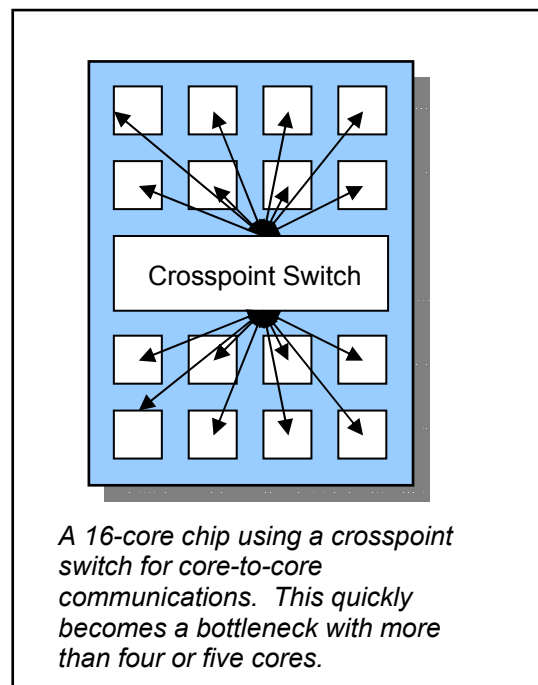 Crosspoint Switch
A 16-core chip using a crosspoint
switch for core-to-core
communications.  This quickly
becomes a bottleneck with more
than four or five cores.